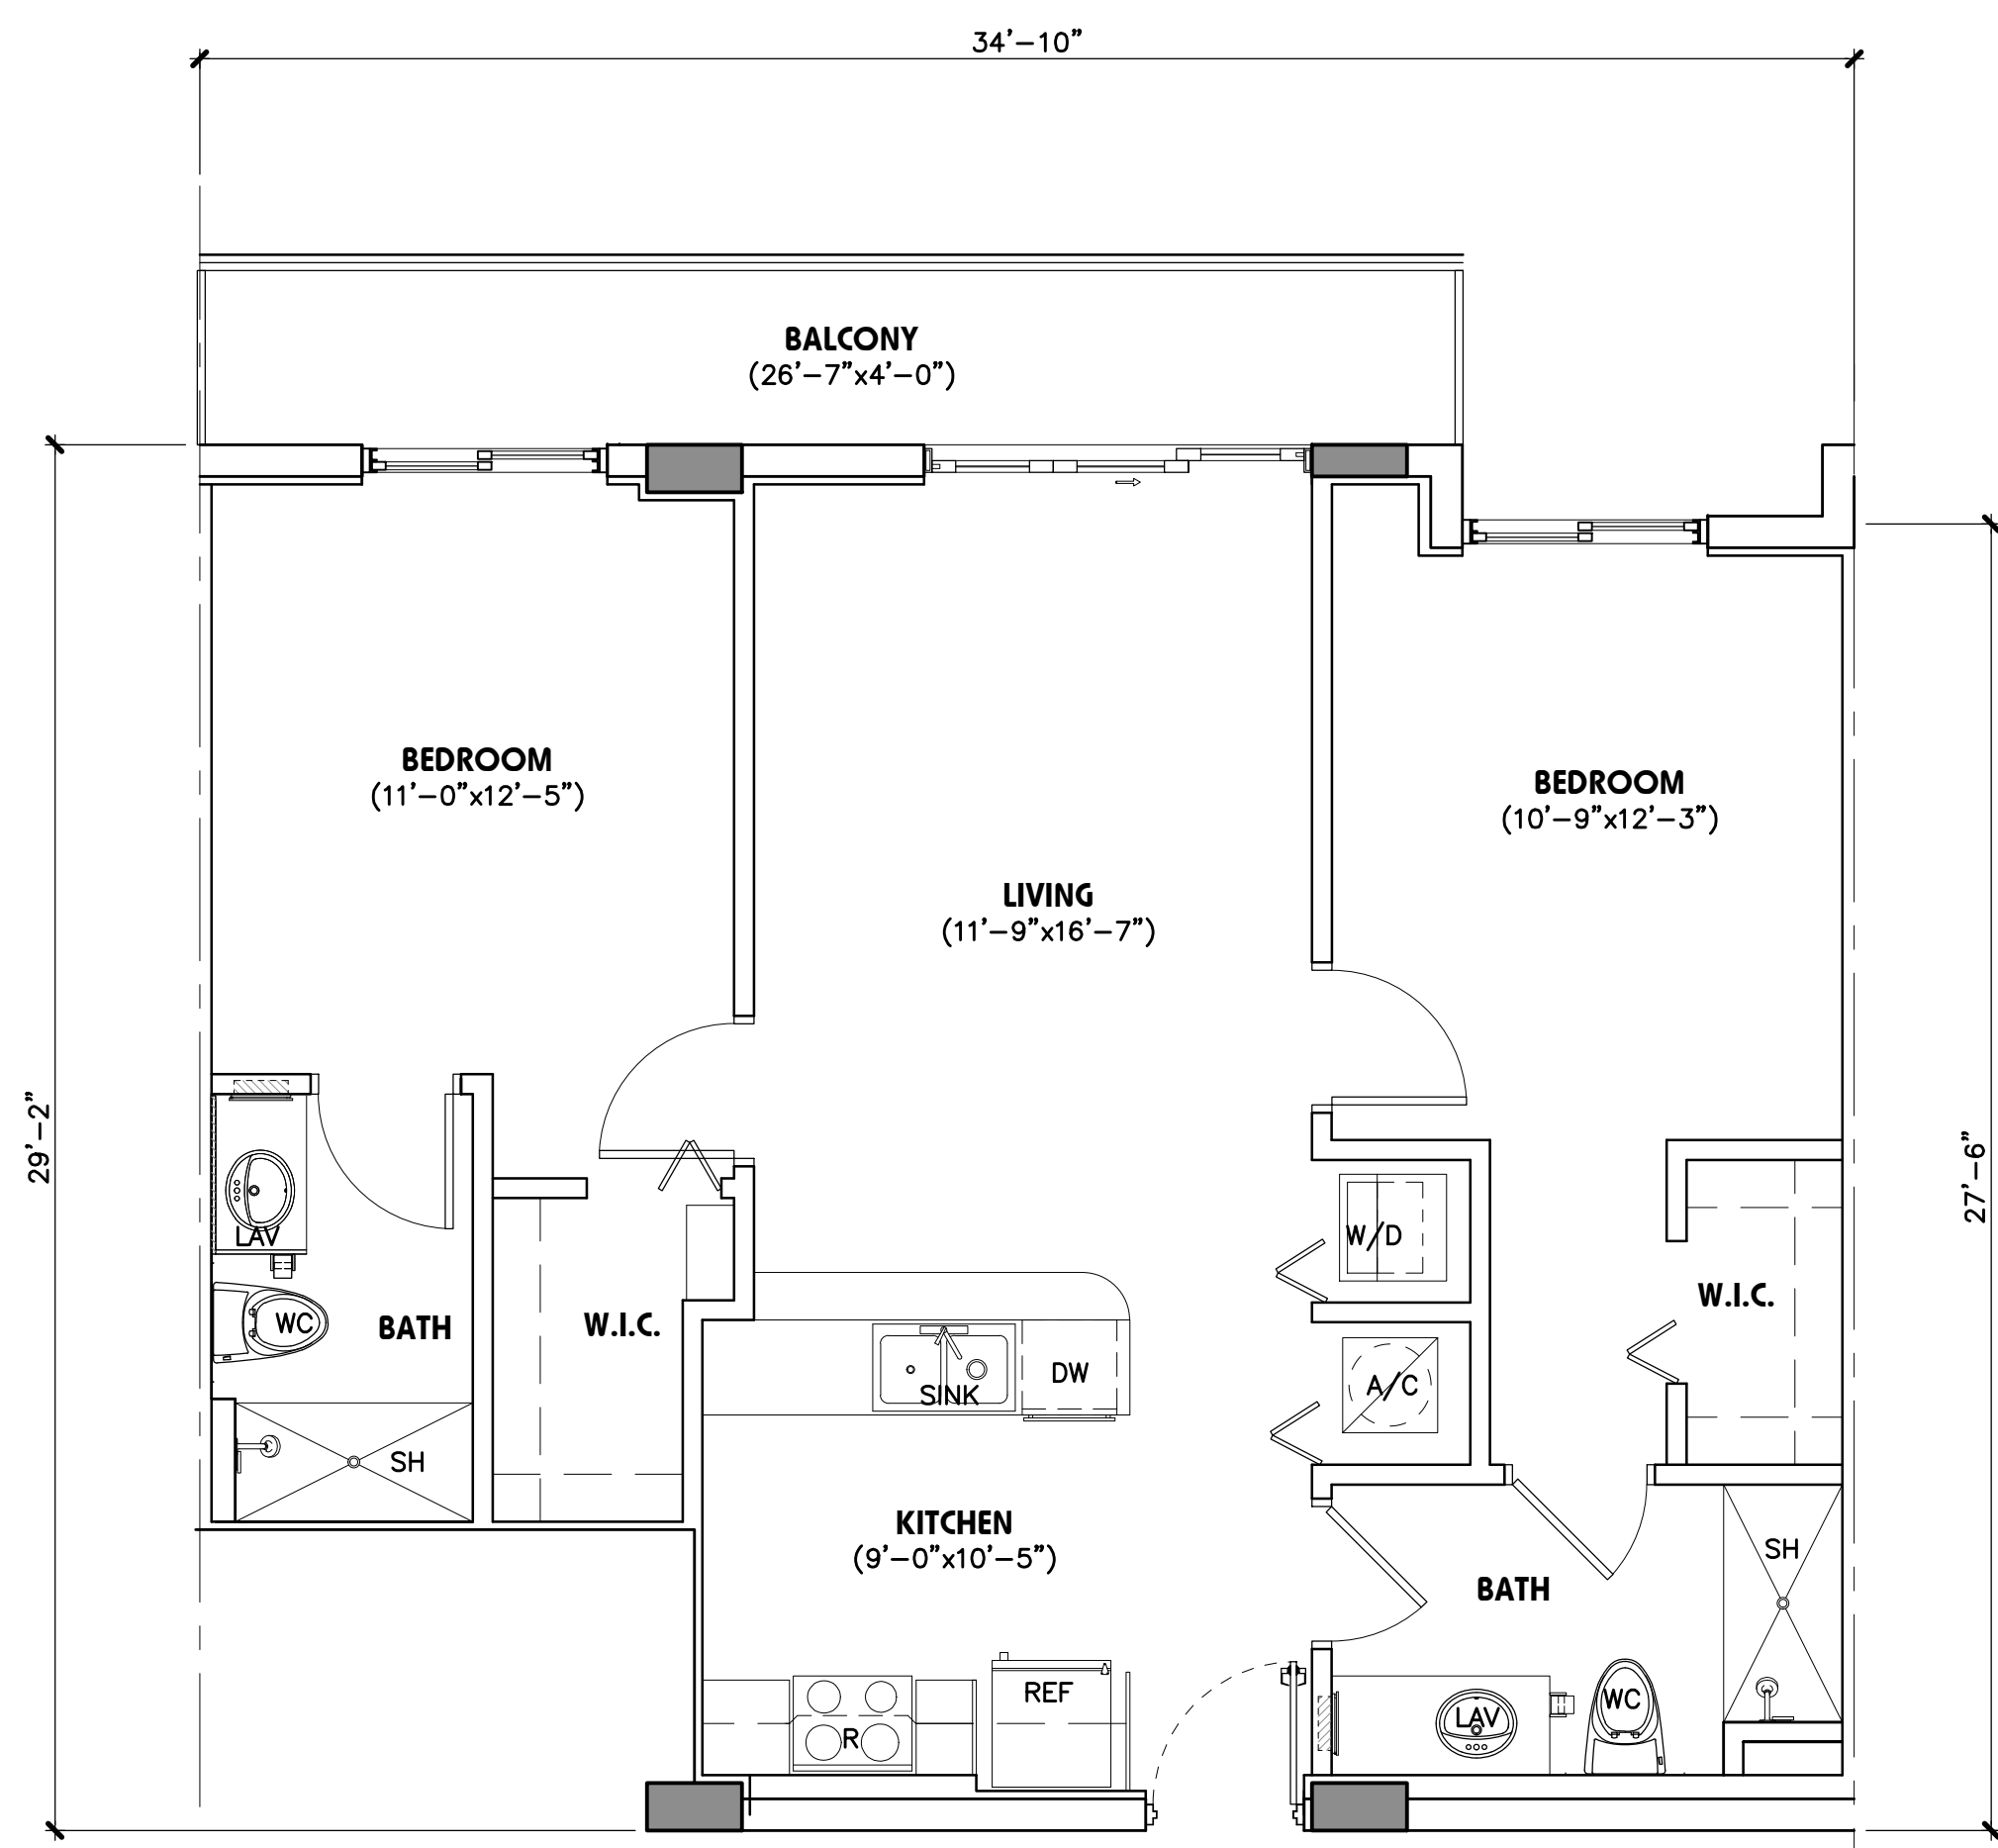 34'-10"
BALCONY
(26'-7"x4'-0")
BEDROOM
(11'-0"x12'-5")
BEDROOM
(10'-9"x12'-3")
LIVING
(11'-9"x16'-7")
29'-2"
27'-6"
LAV
WC
BATH
W.I.C.
SH
W/D
A/C
W.I.C.
SINK
DW
KITCHEN
(9'-0"x10'-5")
BATH
SH
REF
R
LAV
WC